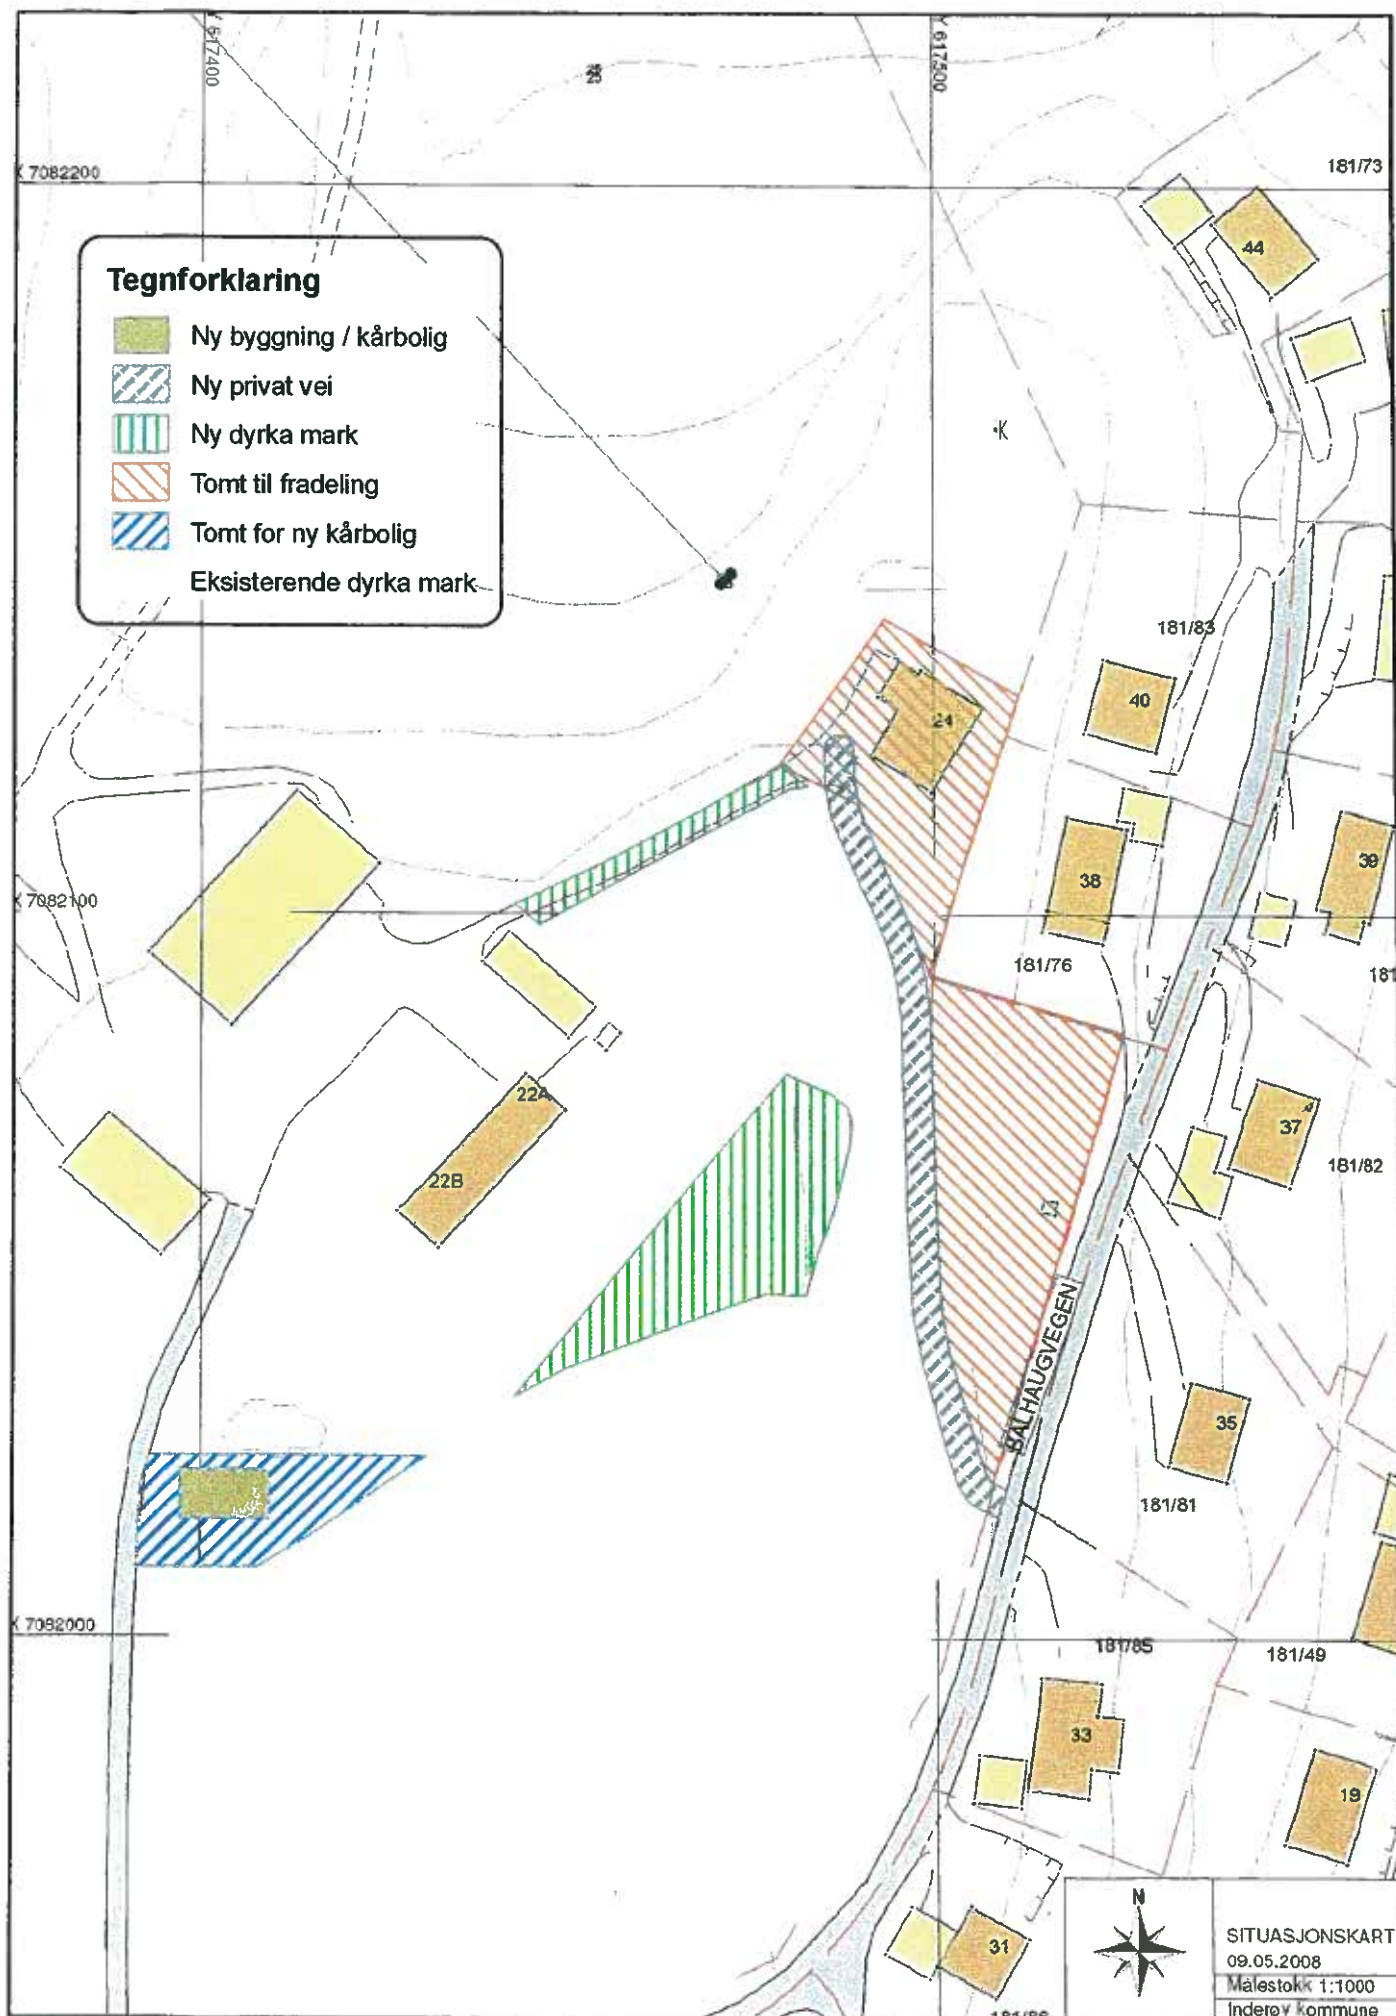 Y 617400
Y 617500
X 7082200
181/73
44
Tegnforklaring
Ny byggning / kårbolig
Ny privat vei
Ny dyrka mark
Tomt til fradeling
Tomt for ny kårbolig
Eksisterende dyrka mark
K
181/83
40
24
39
38
X 7082100
181/76
181
22A
37
22B
181/82
BALHAUGVEGEN
35
181/81
X 7082000
181/85
181/49
33
19
N
31
SITUASJONSKART
09.05.2008
Målestokk 1:1000
Inderøy kommune
181/86